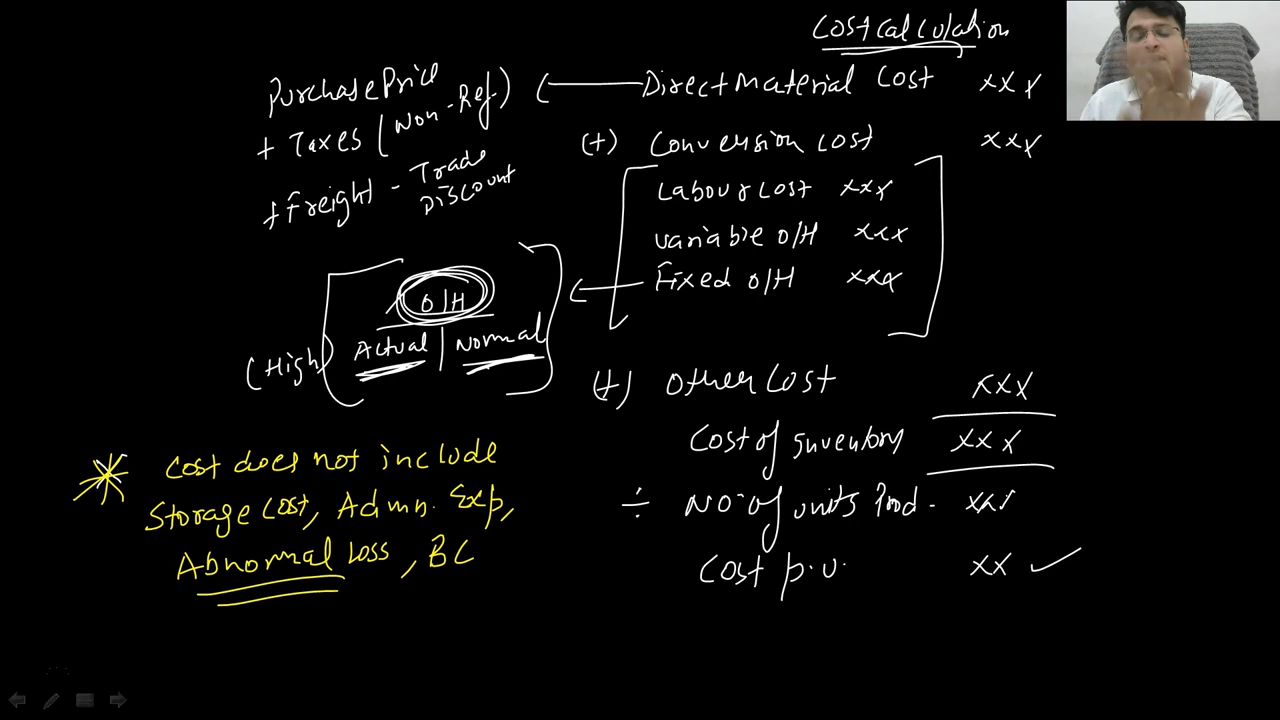 Cost calculation
Purchase Price
+ Taxes (Non-Ref.)
+ Freight - Trade Discount
Direct Material Cost xxx
(+) Conversion Cost xxx
Labour Cost xxx
Variable O/H xxx
Fixed O/H xxx
O/H
(High) Actual | Normal
(+) Other Cost xxx
Cost of Inventory xxx
÷ No. of units Prod. xxx
Cost p.u. xx ✓
* Cost does not include
Storage Cost, Admn. Exp,
Abnormal Loss, BC